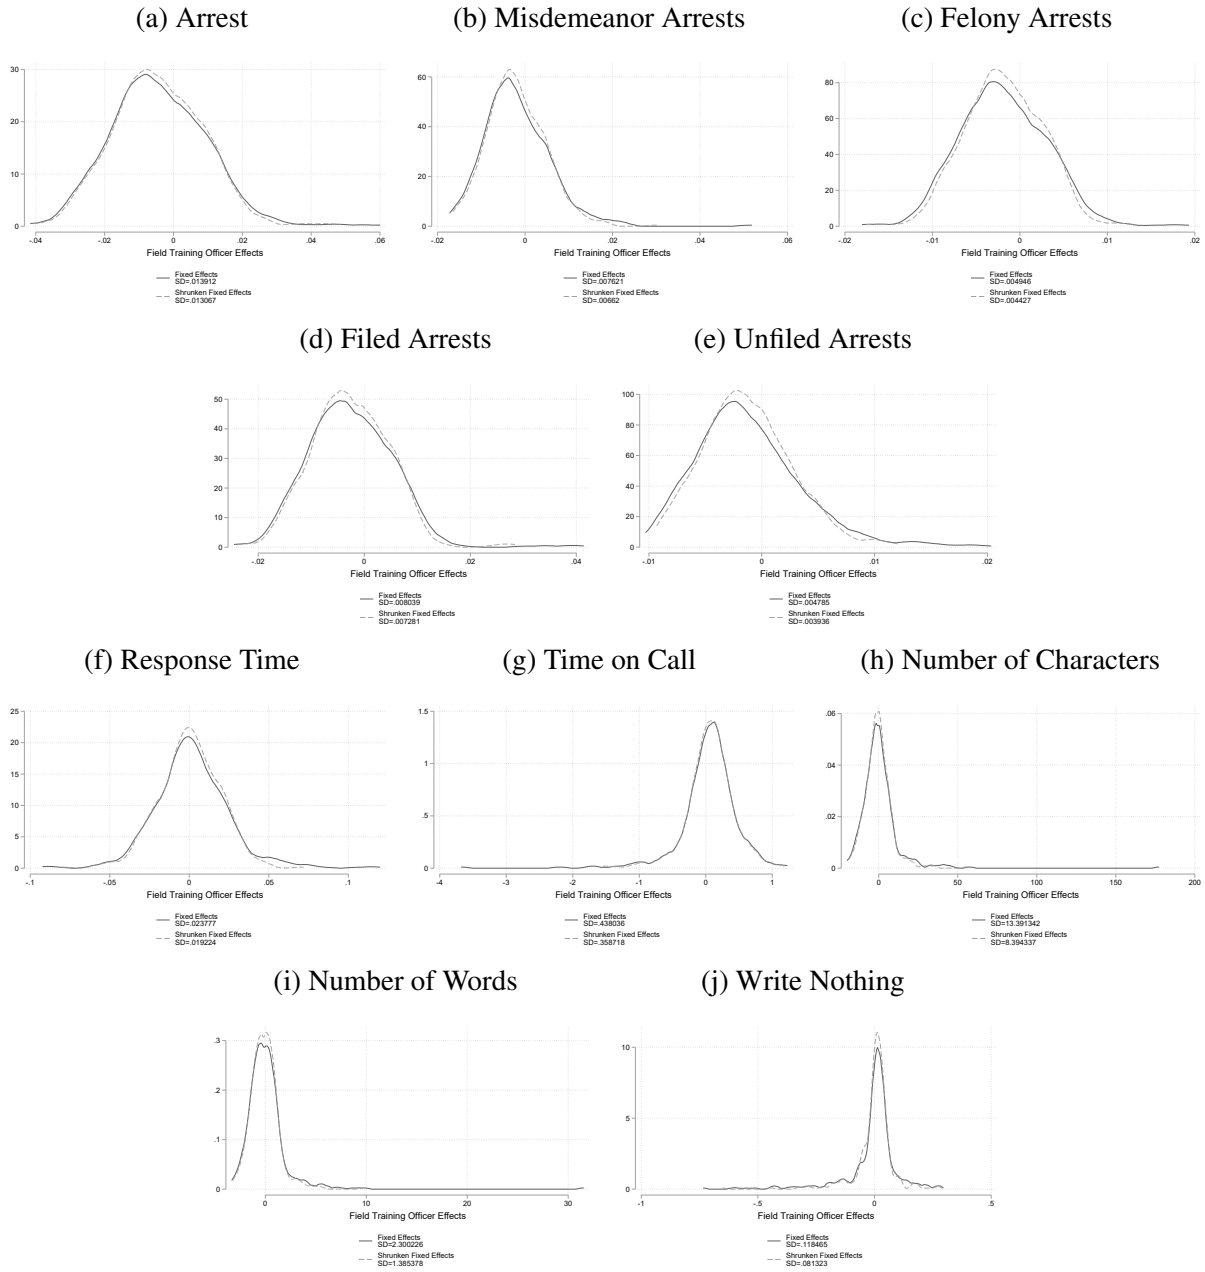 (a) Arrest
(b) Misdemeanor Arrests
(c) Felony Arrests
30
20
10
0
-.04
-.02
0
.02
.04
.06
Field Training Officer Effects
Fixed Effects
SD=.013912
Shrunken Fixed Effects
SD=.013067
60
40
20
0
-.02
0
.02
.04
.06
Field Training Officer Effects
Fixed Effects
SD=.007621
Shrunken Fixed Effects
SD=.00662
80
60
40
20
0
-.02
-.01
0
.01
.02
Field Training Officer Effects
Fixed Effects
SD=.004946
Shrunken Fixed Effects
SD=.004427
(d) Filed Arrests
(e) Unfiled Arrests
50
40
30
20
10
0
-.02
0
.02
.04
Field Training Officer Effects
Fixed Effects
SD=.008039
Shrunken Fixed Effects
SD=.007281
100
80
60
40
20
0
-.01
0
.01
.02
Field Training Officer Effects
Fixed Effects
SD=.004785
Shrunken Fixed Effects
SD=.003936
(f) Response Time
(g) Time on Call
(h) Number of Characters
25
20
15
10
5
0
-.1
-.05
0
.05
.1
Field Training Officer Effects
Fixed Effects
SD=.023777
Shrunken Fixed Effects
SD=.019224
1.5
1
.5
0
-4
-3
-2
-1
0
1
Field Training Officer Effects
Fixed Effects
SD=.438036
Shrunken Fixed Effects
SD=.358718
.06
.04
.02
0
0
50
100
150
200
Field Training Officer Effects
Fixed Effects
SD=13.391342
Shrunken Fixed Effects
SD=8.394337
(i) Number of Words
(j) Write Nothing
.3
.2
.1
0
0
10
20
30
Field Training Officer Effects
Fixed Effects
SD=2.300226
Shrunken Fixed Effects
SD=1.385378
10
5
0
-1
-.5
0
.5
Field Training Officer Effects
Fixed Effects
SD=.118465
Shrunken Fixed Effects
SD=.081323